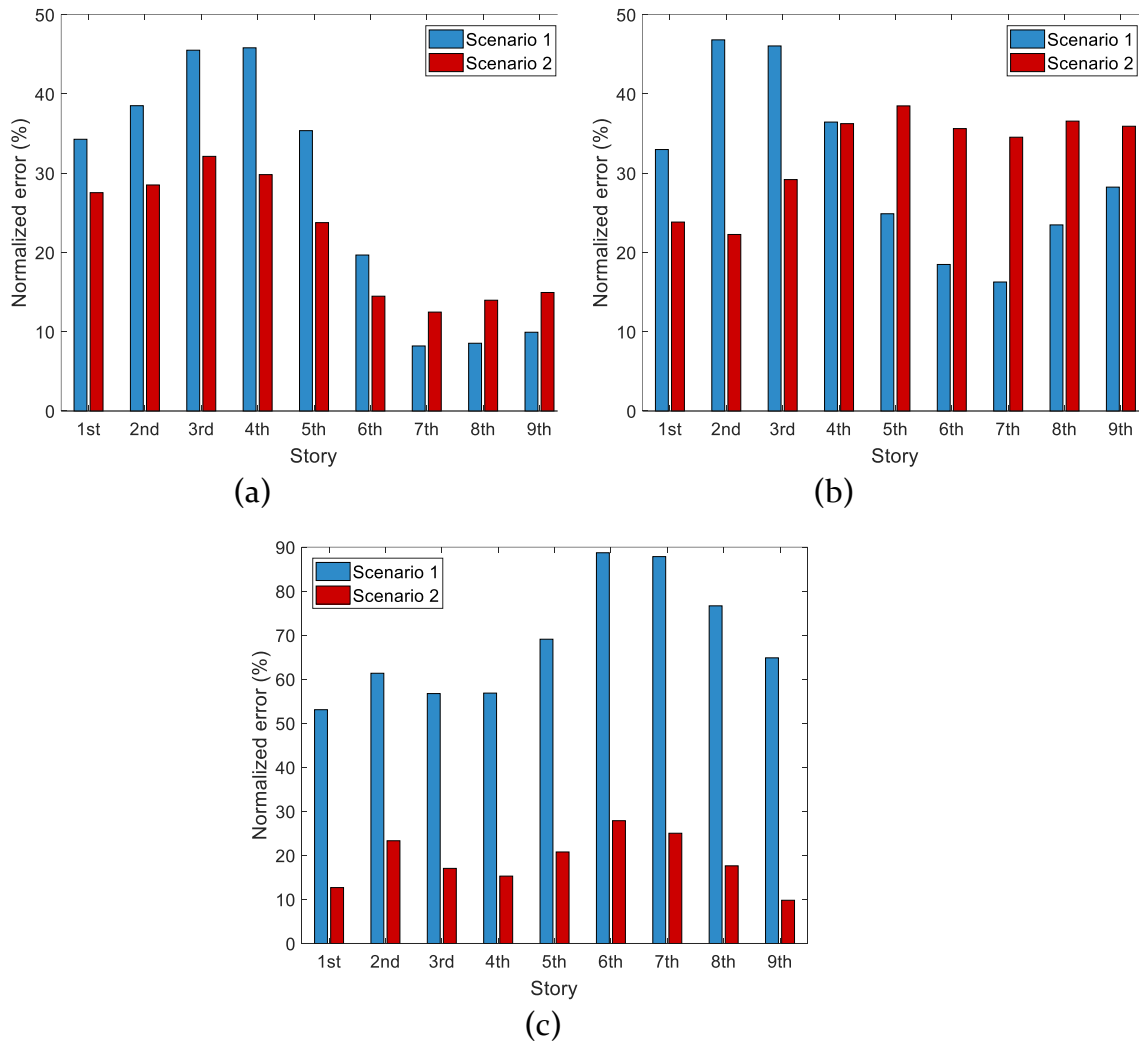 50
40
30
20
10
0
Normalized error (%)
Scenario 1
Scenario 2
1st 2nd 3rd 4th 5th 6th 7th 8th 9th
Story
(a)
50
40
30
20
10
0
Normalized error (%)
Scenario 1
Scenario 2
1st 2nd 3rd 4th 5th 6th 7th 8th 9th
Story
(b)
90
80
70
60
50
40
30
20
10
0
Normalized error (%)
Scenario 1
Scenario 2
1st 2nd 3rd 4th 5th 6th 7th 8th 9th
Story
(c)